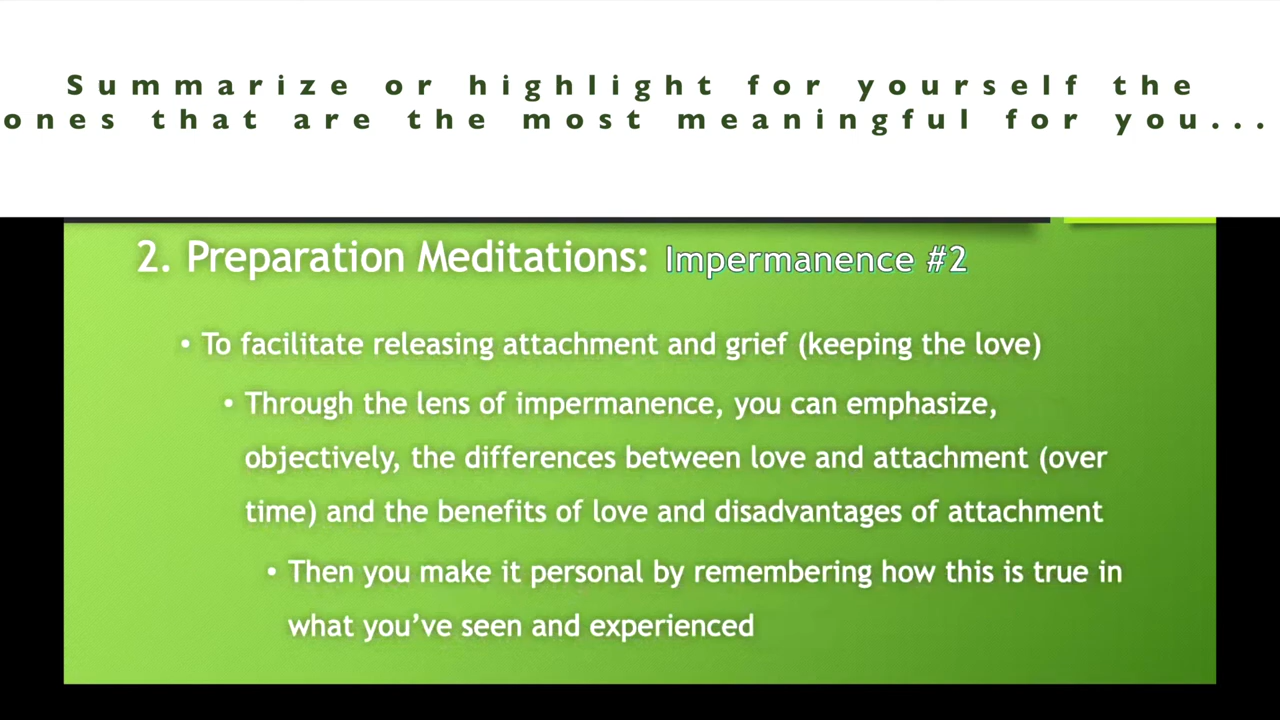 Summarize or highlight for yourself the
ones that are the most meaningful for you...
2. Preparation Meditations: Impermanence #2
• To facilitate releasing attachment and grief (keeping the love)
• Through the lens of impermanence, you can emphasize,
objectively, the differences between love and attachment (over
time) and the benefits of love and disadvantages of attachment
• Then you make it personal by remembering how this is true in
what you’ve seen and experienced